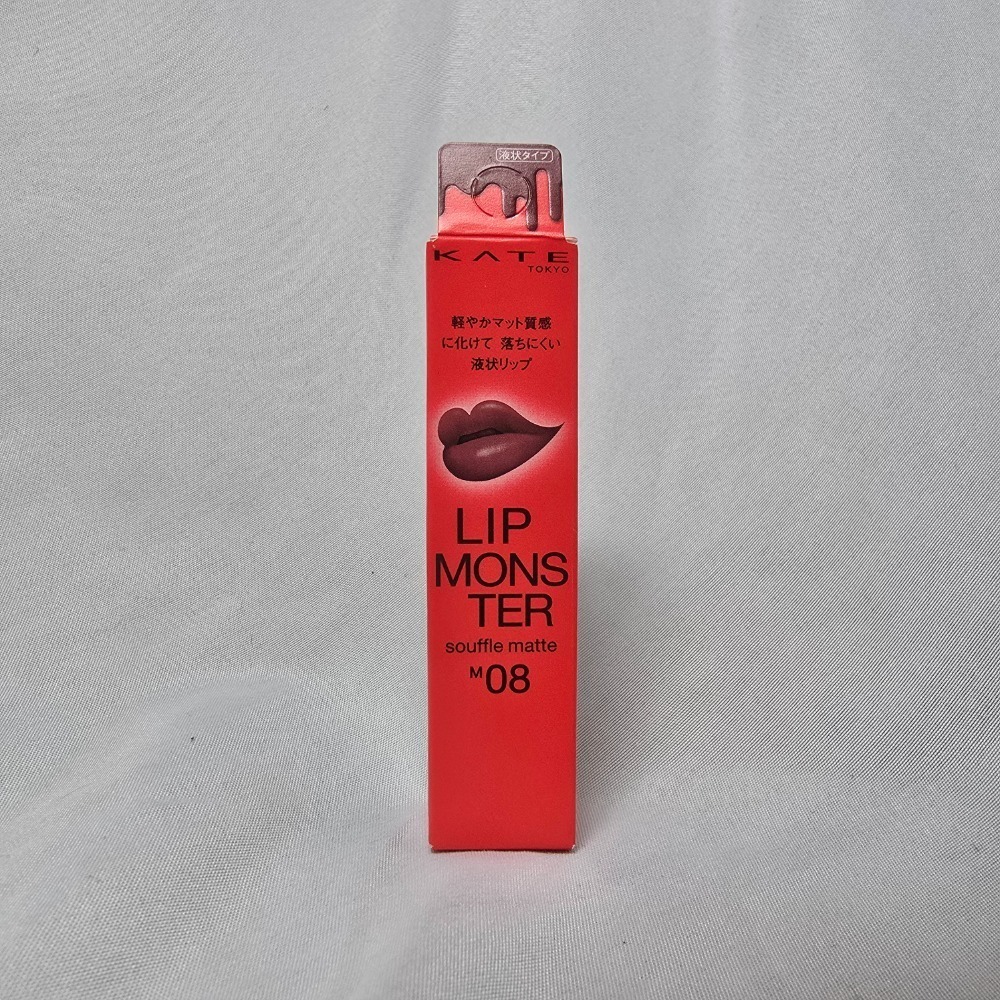 液状タイプ
KATE
TOKYO
軽やかマット質感
に化けて 落ちにくい
液状リップ
LIP
MONS
TER
souffle matte
M08